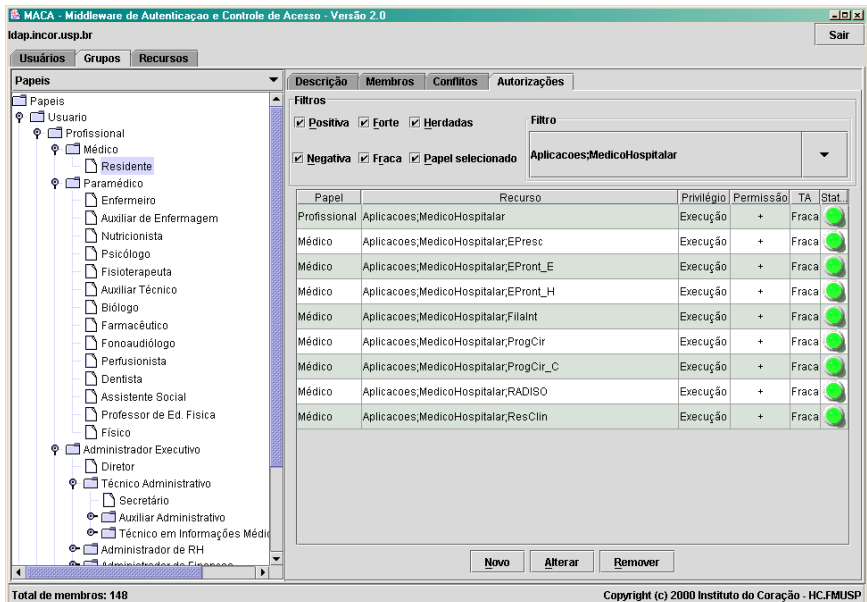 MACA - Middleware de Autenticaçao e Controle de Acesso - Versão 2.0
ldap.incor.usp.br
Sair
Usuários Grupos Recursos
Papeis
Papeis
Usuario
Profissional
Médico
Residente
Paramédico
Enfermeiro
Auxiliar de Enfermagem
Nutricionista
Psicólogo
Fisioterapeuta
Auxiliar Técnico
Biólogo
Farmacêutico
Fonoaudiólogo
Perfusionista
Dentista
Assistente Social
Professor de Ed. Fisica
Físico
Administrador Executivo
Diretor
Técnico Administrativo
Secretário
Auxiliar Administrativo
Técnico em Informações Médic
Administrador de RH
Administrador de Finanças
Descrição Membros Conflitos Autorizações
Filtros
Positiva Forte Herdadas
Negativa Fraca Papel selecionado
Filtro
Aplicacoes;MedicoHospitalar
Papel Recurso Privilégio Permissão TA Stat...
Profissional Aplicacoes;MedicoHospitalar Execução + Fraca
Médico Aplicacoes;MedicoHospitalar;EPresc Execução + Fraca
Médico Aplicacoes;MedicoHospitalar;EPront_E Execução + Fraca
Médico Aplicacoes;MedicoHospitalar;EPront_H Execução + Fraca
Médico Aplicacoes;MedicoHospitalar;FilaInt Execução + Fraca
Médico Aplicacoes;MedicoHospitalar;ProgCir Execução + Fraca
Médico Aplicacoes;MedicoHospitalar;ProgCir_C Execução + Fraca
Médico Aplicacoes;MedicoHospitalar;RADISO Execução + Fraca
Médico Aplicacoes;MedicoHospitalar;ResClin Execução + Fraca
Novo Alterar Remover
Total de membros: 148
Copyright (c) 2000 Instituto do Coração - HC.FMUSP